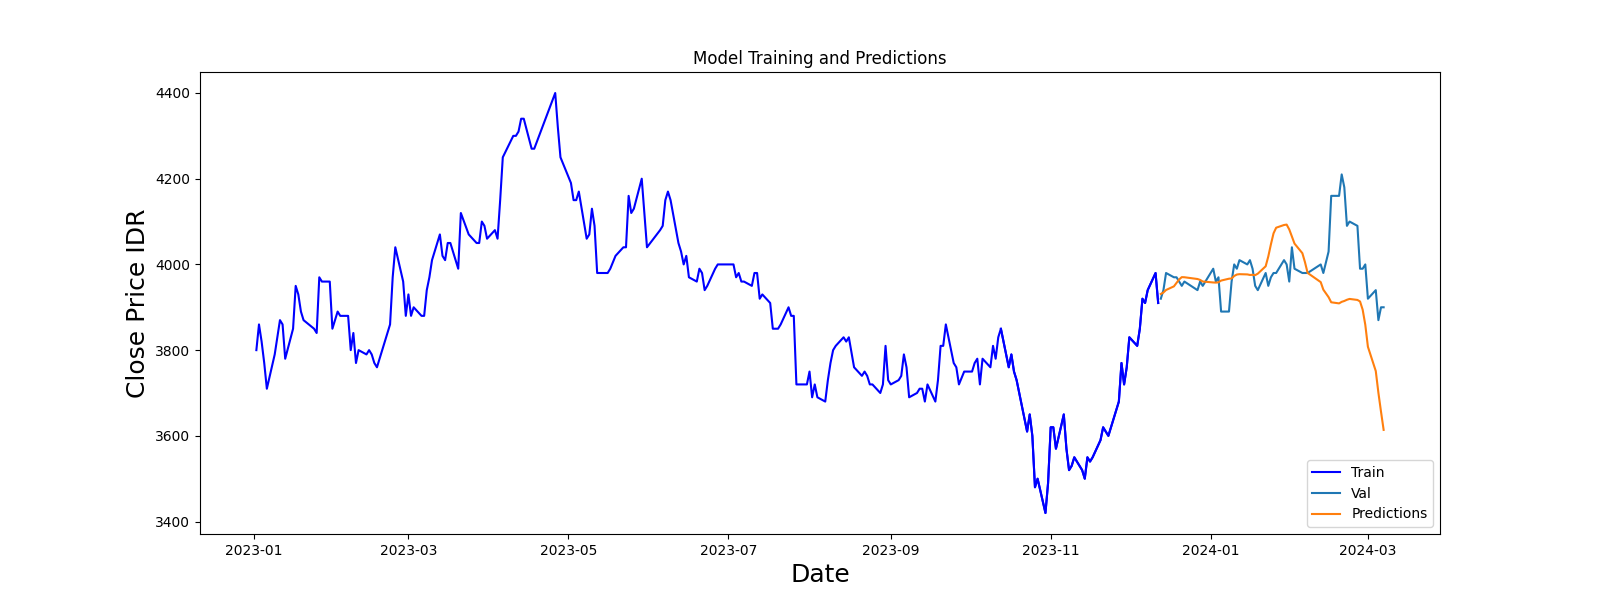 Model Training and Predictions
Close Price IDR
4400
4200
4000
3800
3600
3400
2023-01
2023-03
2023-05
2023-07
2023-09
2023-11
2024-01
2024-03
Date
Train
Val
Predictions